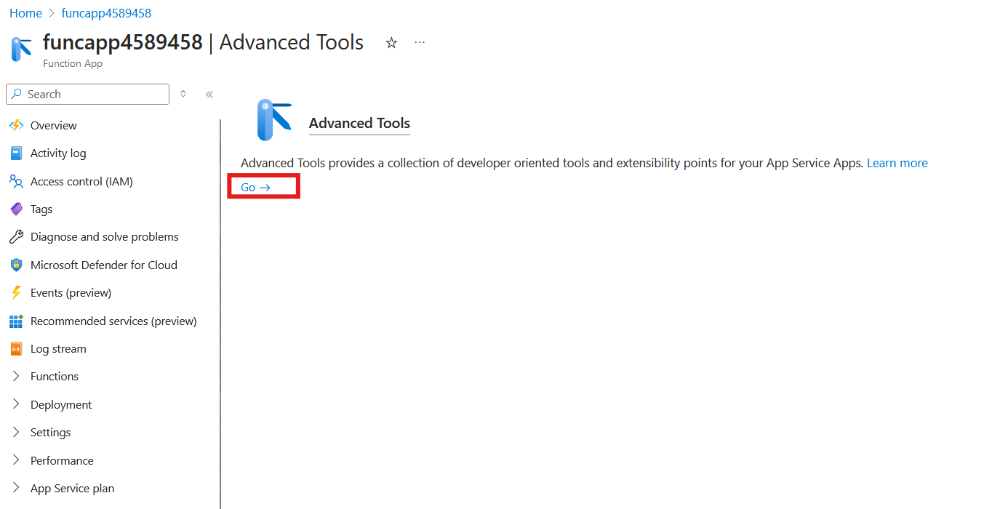 Home > funcapp4589458
funcapp4589458 | Advanced Tools
Function App
Search
Overview
Activity log
Access control (IAM)
Tags
Diagnose and solve problems
Microsoft Defender for Cloud
Events (preview)
Recommended services (preview)
Log stream
Functions
Deployment
Settings
Performance
App Service plan
Advanced Tools
Advanced Tools provides a collection of developer oriented tools and extensibility points for your App Service Apps. Learn more
Go →